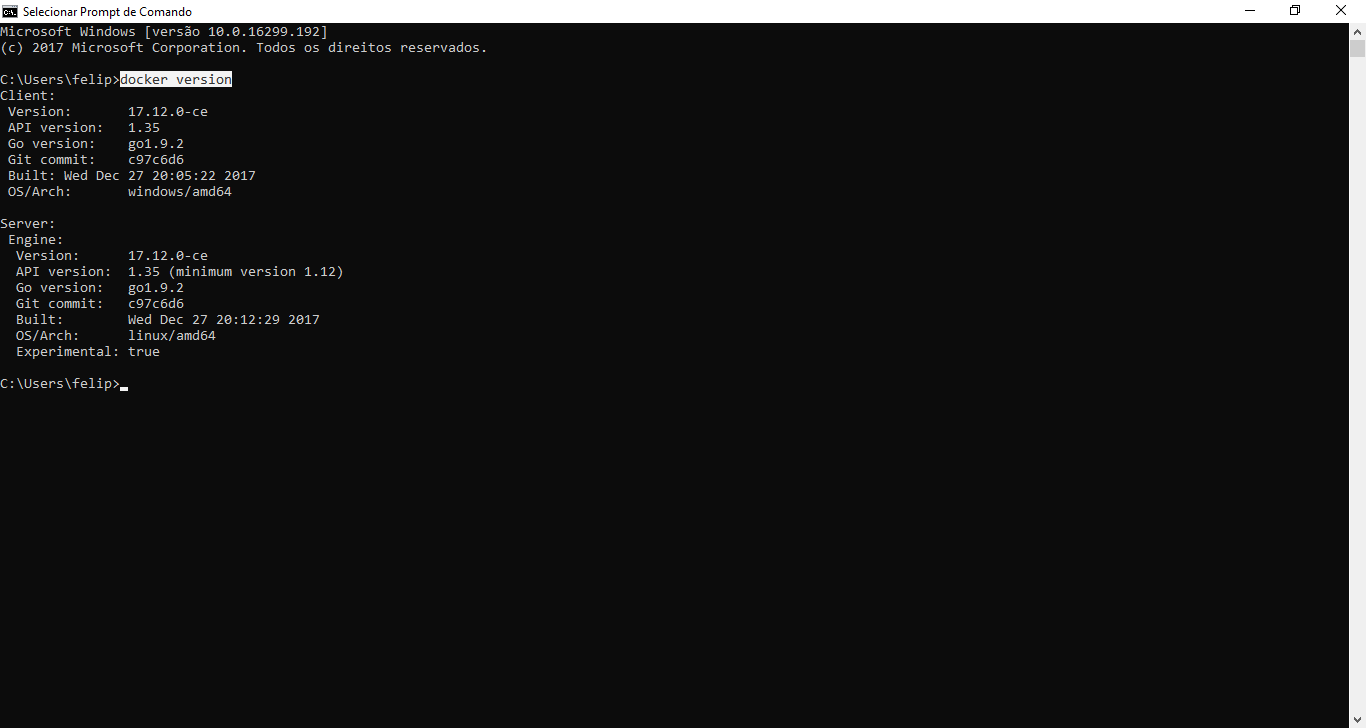 Selecionar Prompt de Comando
Microsoft Windows [versão 10.0.16299.192]
(c) 2017 Microsoft Corporation. Todos os direitos reservados.
C:\Users\felip>docker version
Client:
 Version:       17.12.0-ce
 API version:   1.35
 Go version:    go1.9.2
 Git commit:    c97c6d6
 Built: Wed Dec 27 20:05:22 2017
 OS/Arch:       windows/amd64
Server:
 Engine:
  Version:      17.12.0-ce
  API version:  1.35 (minimum version 1.12)
  Go version:   go1.9.2
  Git commit:   c97c6d6
  Built:        Wed Dec 27 20:12:29 2017
  OS/Arch:      linux/amd64
  Experimental: true
C:\Users\felip>